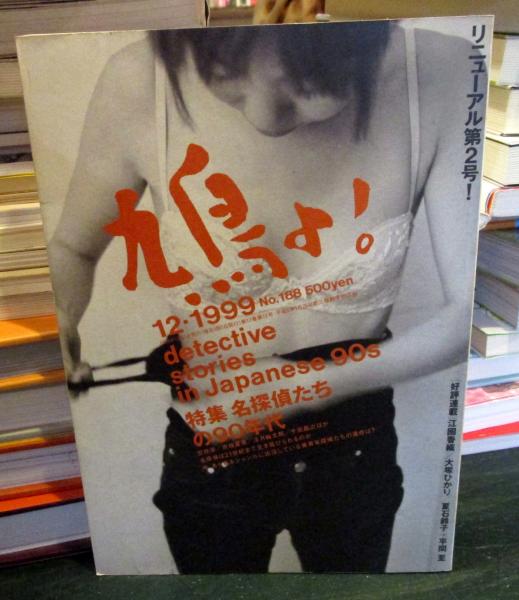 リニューアル第2号!
鳩よ!
12・1999 No.188 500yen
detective
stories
in Japanese 90s
特集 名探偵たち
の90年代
好評連載 江國香織・大塚ひかり 夏石鈴子・平間至